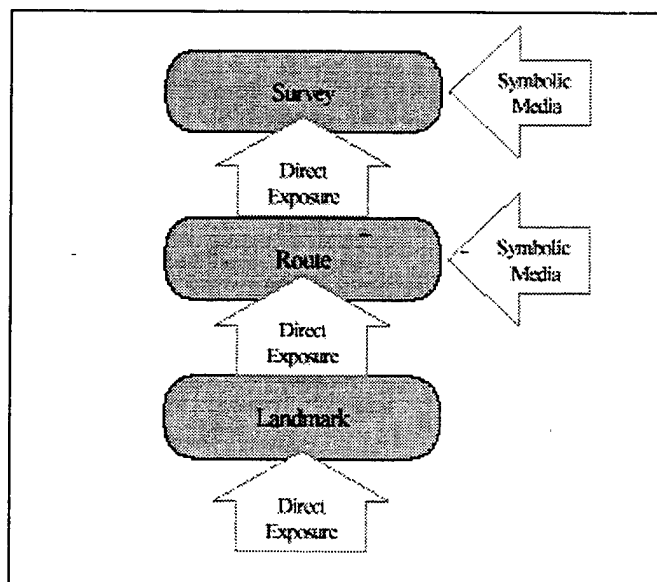 Survey
Symbolic
Media
Direct
Exposure
Route
Symbolic
Media
Direct
Exposure
Landmark
Direct
Exposure